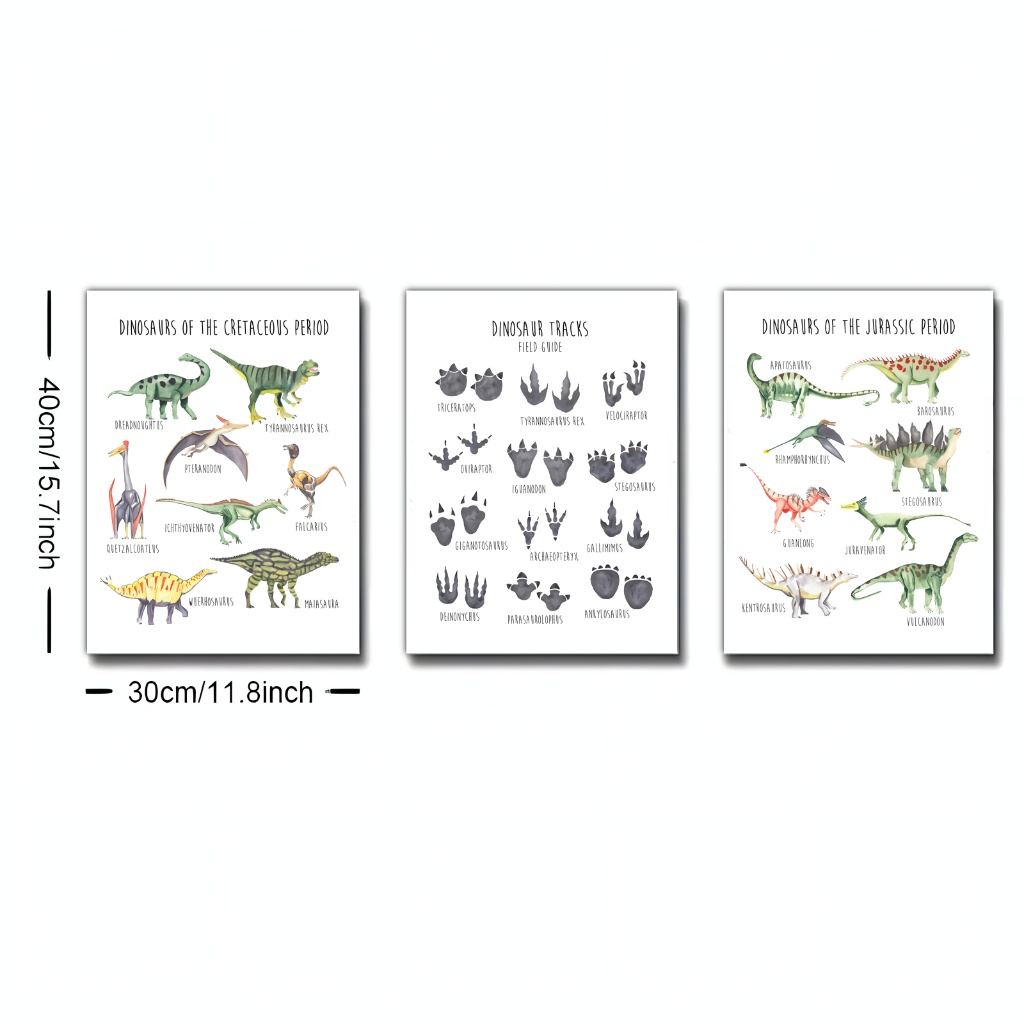 40cm/15.7inch
30cm/11.8inch
DINOSAURS OF THE CRETACEOUS PERIOD
DREADNOUGHTUS
TYRANNOSAURUS REX
PTERANODON
QUETZALCOATLUS
ICHTHYOVENATOR
FALCARIUS
WUERHOSAURUS
MAIASAURA
DINOSAUR TRACKS
FIELD GUIDE
TRICERATOPS
TYRANNOSAURUS REX
VELOCIRAPTOR
OVIRAPTOR
IGUANODON
STEGOSAURUS
GIGANOTOSAURUS
ARCHAEOPTERYX
GALLIMIMUS
DEINONYCHUS
PARASAUROLOPHUS
ANKYLOSAURUS
DINOSAURS OF THE JURASSIC PERIOD
APATOSAURUS
BAROSAURUS
RHAMPHORHYNCHUS
STEGOSAURUS
GUANLONG
JURAVENATOR
KENTROSAURUS
VULCANODON